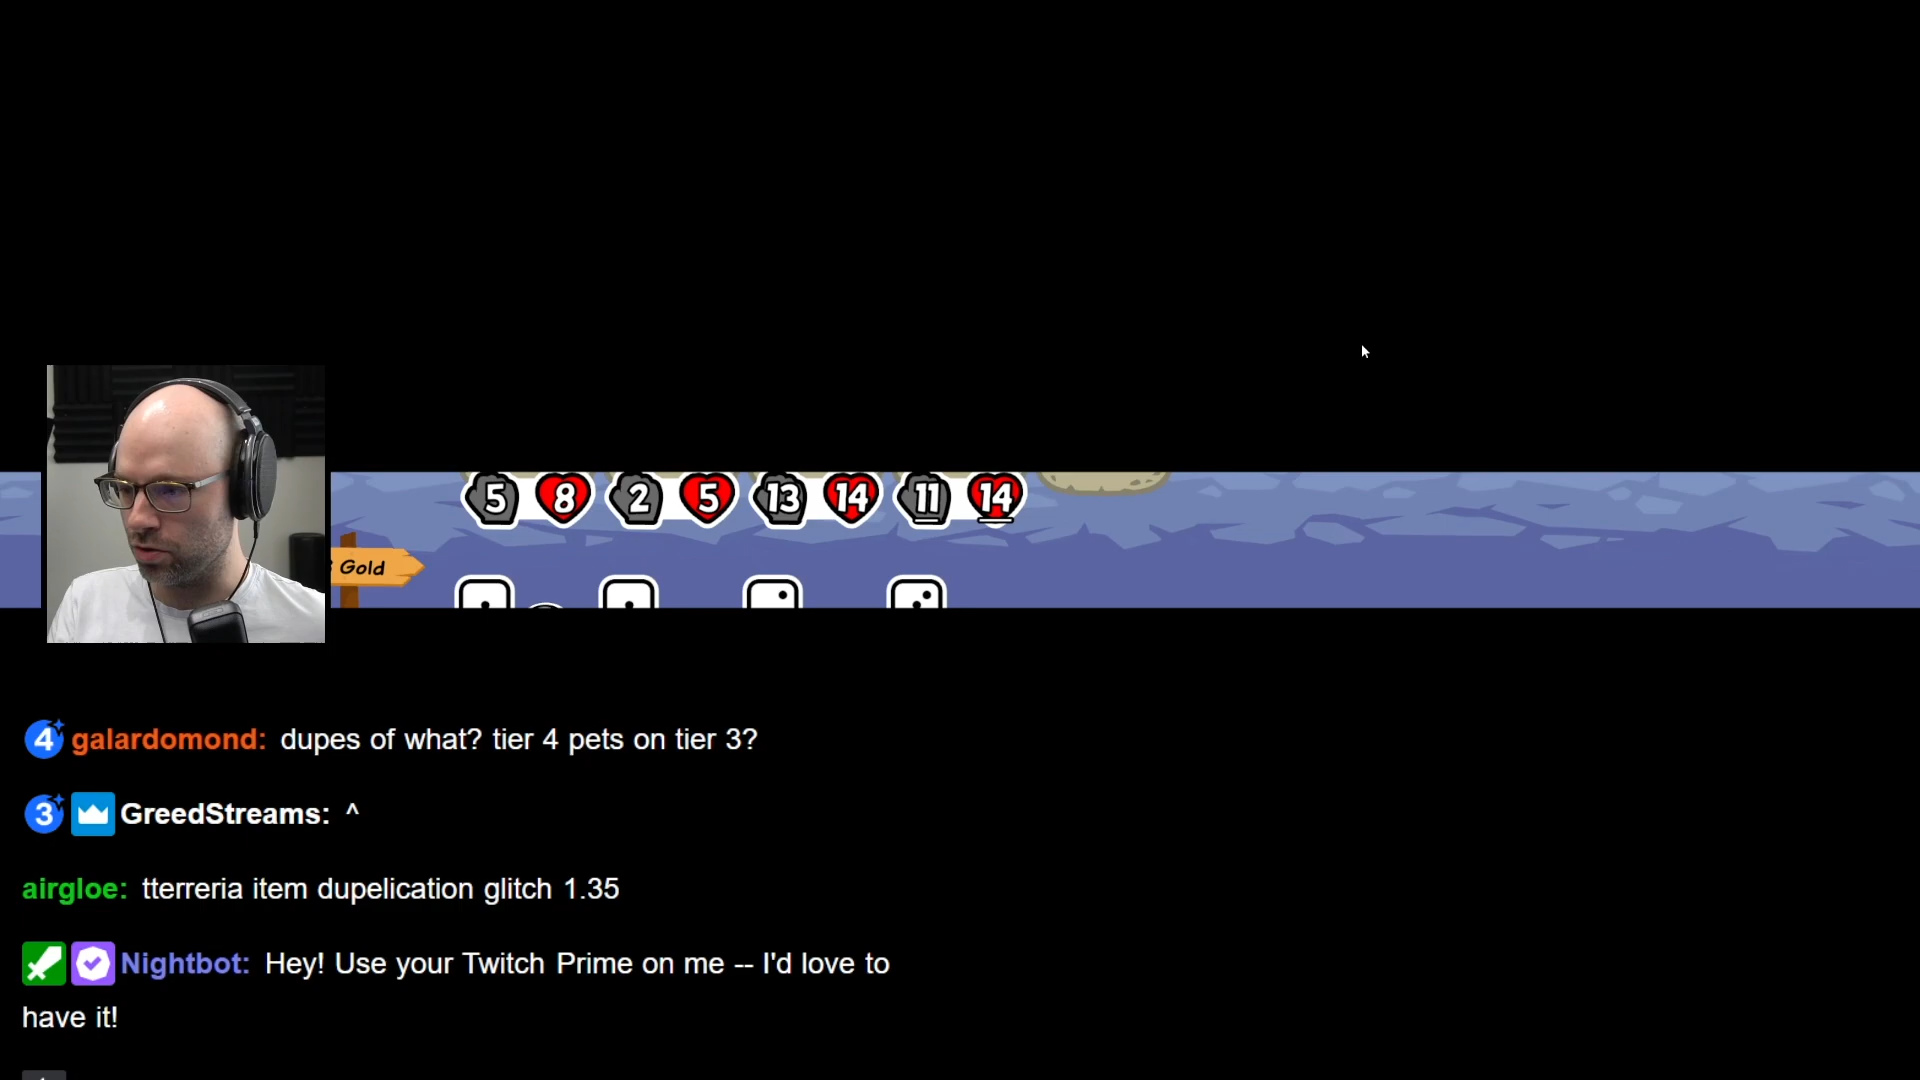 5 8 2 5 13 14 11 14
Gold
4 galardomond: dupes of what? tier 4 pets on tier 3?
3 GreedStreams: ^
airgloe: tterreria item dupelication glitch 1.35
Nightbot: Hey! Use your Twitch Prime on me -- I'd love to
have it!